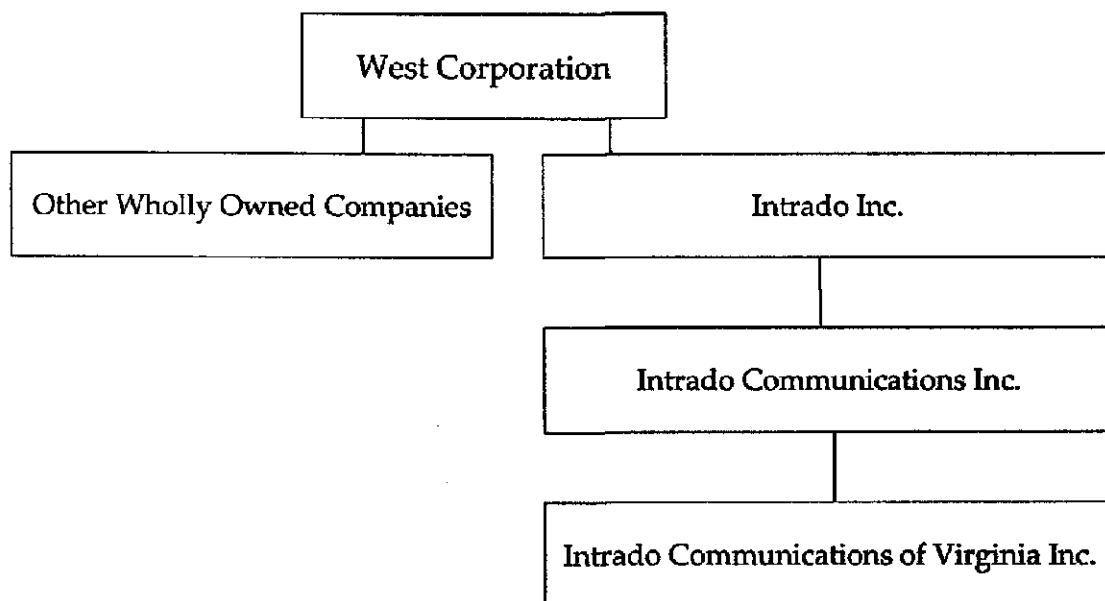 West Corporation
Other Wholly Owned Companies
Intrado Inc.
Intrado Communications Inc.
Intrado Communications of Virginia Inc.